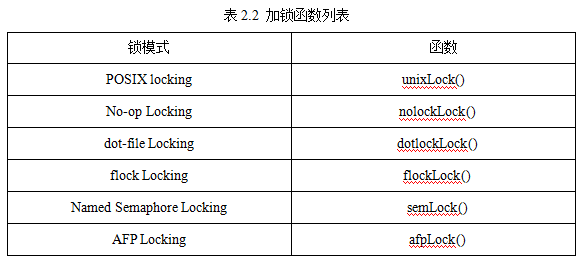 表 2.2 加锁函数列表
锁模式 函数
POSIX locking unixLock()
No-op Locking nolockLock()
dot-file Locking dotlockLock()
flock Locking flockLock()
Named Semaphore Locking semLock()
AFP Locking afpLock()